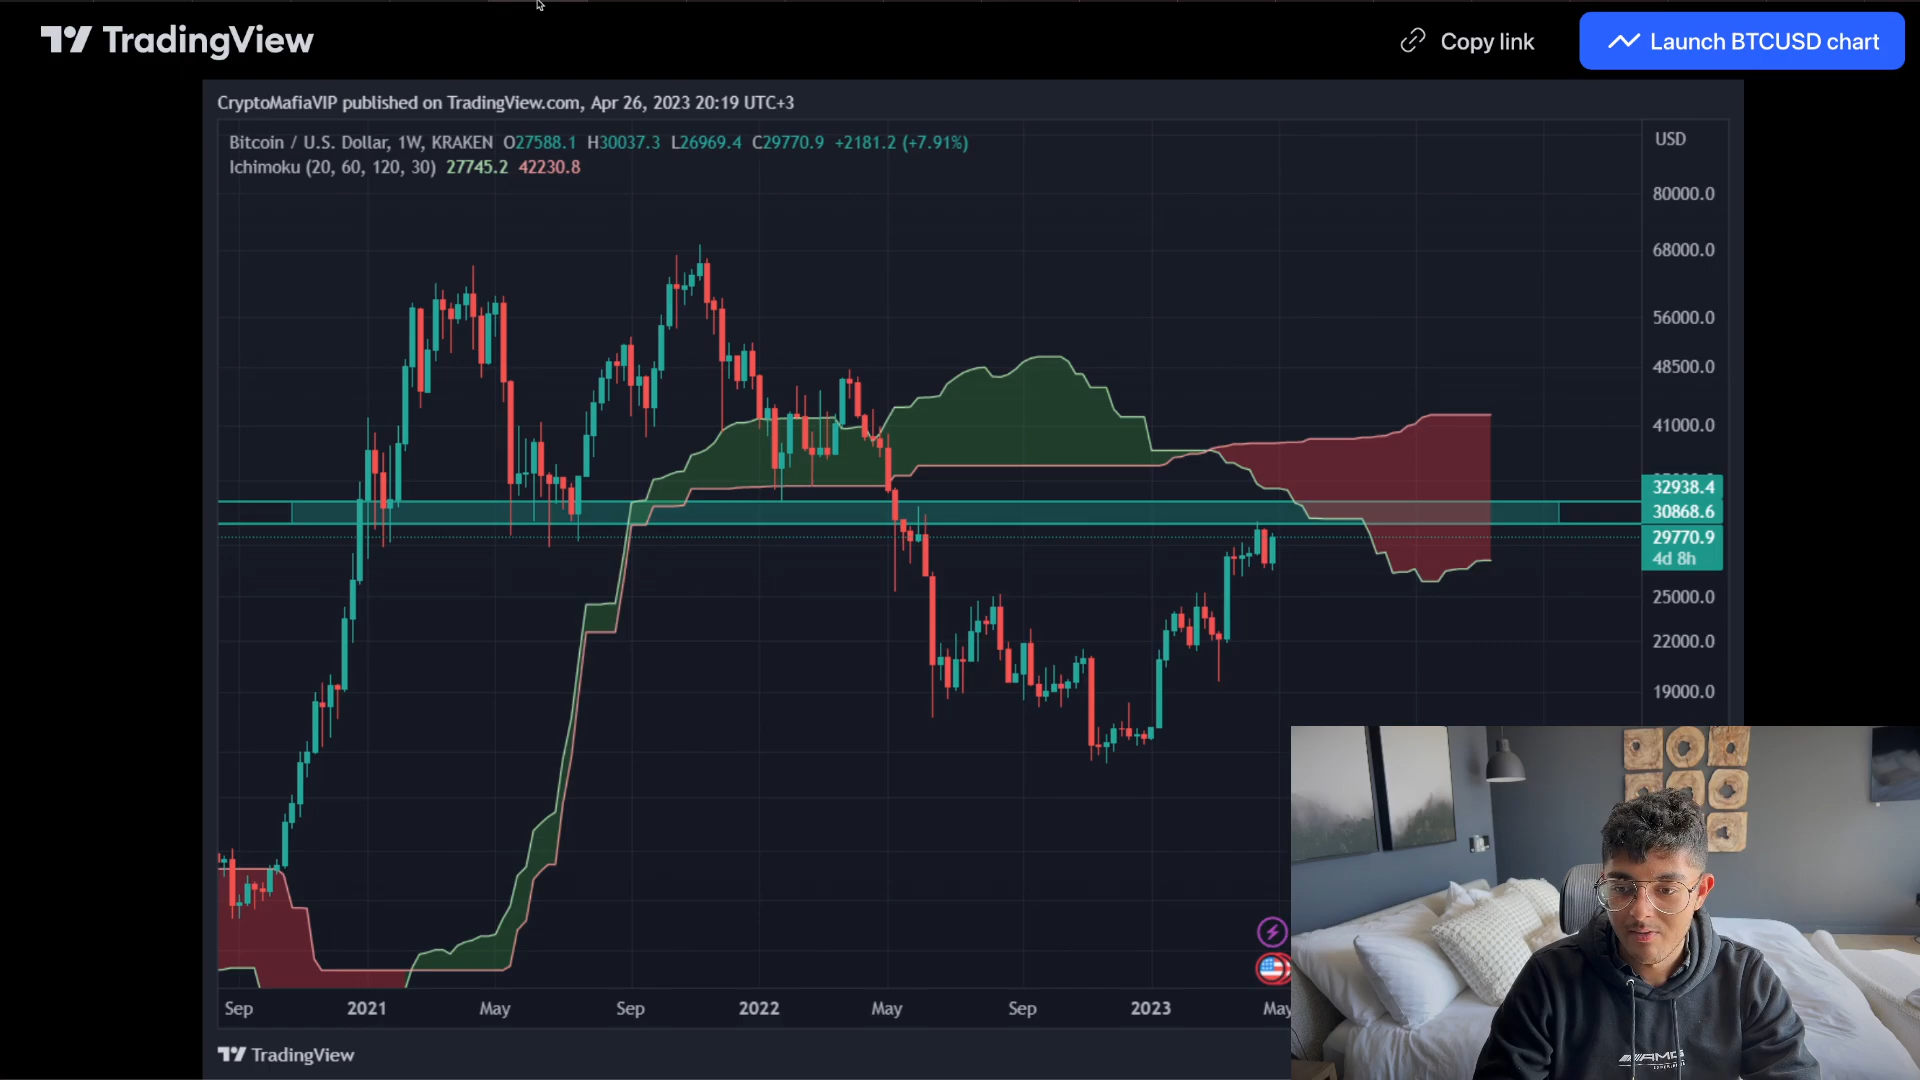 TradingView
Copy link
Launch BTCUSD chart
CryptoMafiaVIP published on TradingView.com, Apr 26, 2023 20:19 UTC+3
Bitcoin / U.S. Dollar, 1W, KRAKEN O27588.1 H30037.3 L26969.4 C29770.9 +2181.2 (+7.91%)
Ichimoku (20, 60, 120, 30) 27745.2 42230.8
USD
80000.0
68000.0
56000.0
48500.0
41000.0
32938.4
30868.6
29770.9
4d 8h
25000.0
22000.0
19000.0
Sep 2021 May Sep 2022 May Sep 2023 May
TradingView
AMG